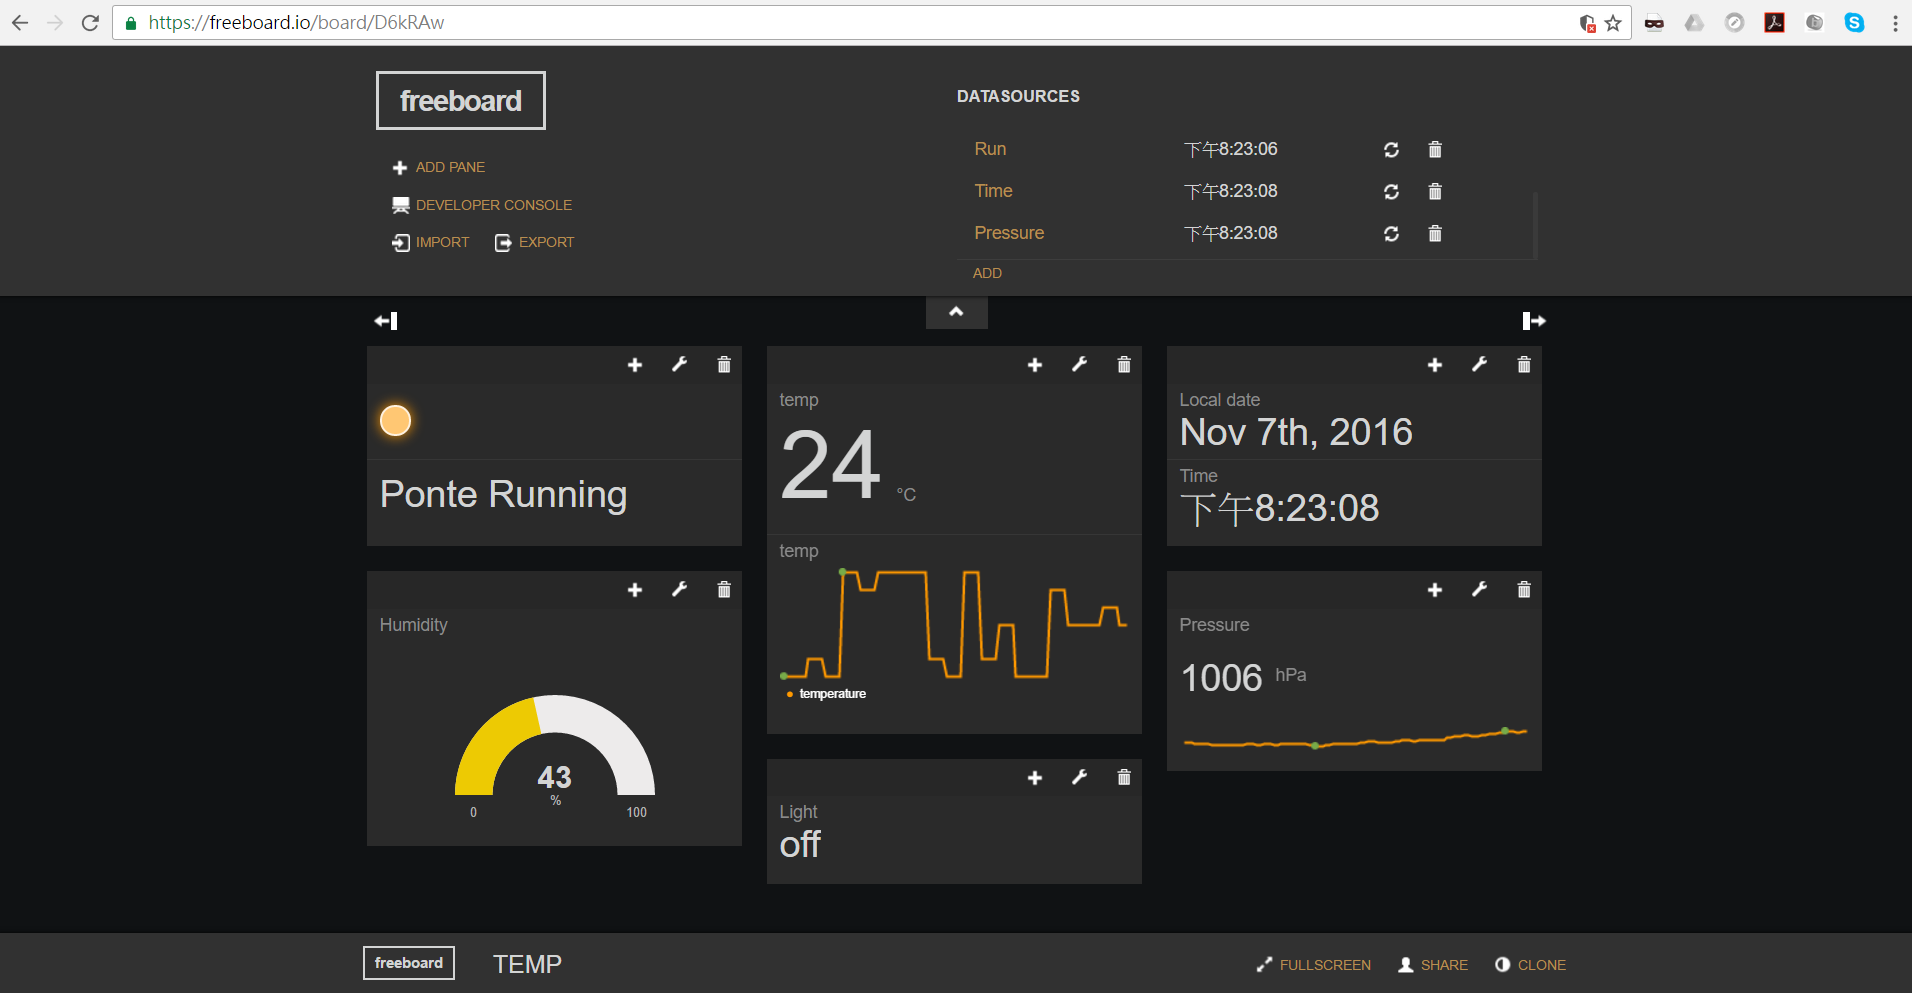 https://freeboard.io/board/D6kRAw
freeboard
ADD PANE
DEVELOPER CONSOLE
IMPORT EXPORT
DATASOURCES
Run 下午8:23:06
Time 下午8:23:08
Pressure 下午8:23:08
ADD
Ponte Running
Humidity
43
%
0 100
temp
24 °C
temp
temperature
Light
off
Local date
Nov 7th, 2016
Time
下午8:23:08
Pressure
1006 hPa
freeboard TEMP FULLSCREEN SHARE CLONE